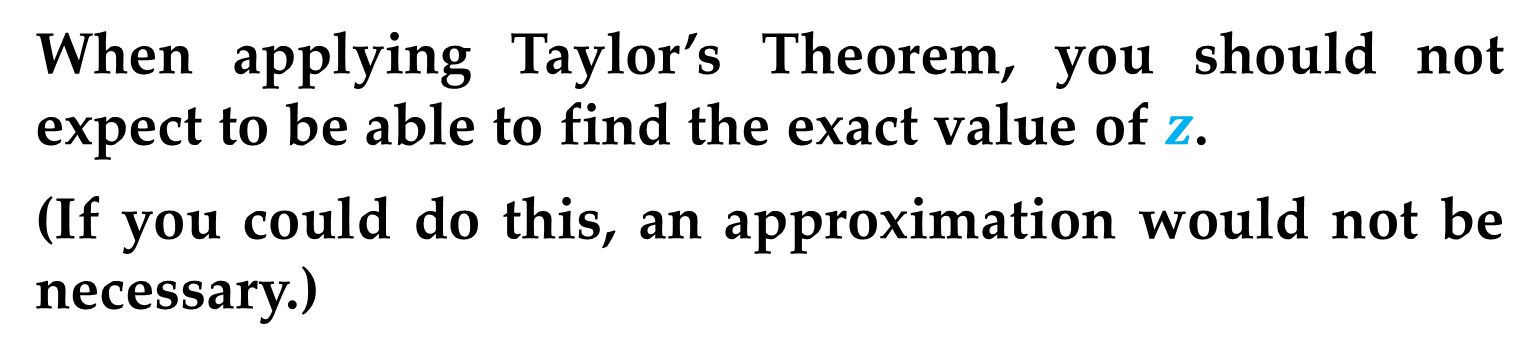 When applying Taylor’s Theorem, you should not
expect to be able to find the exact value of z.
(If you could do this, an approximation would not be
necessary.)